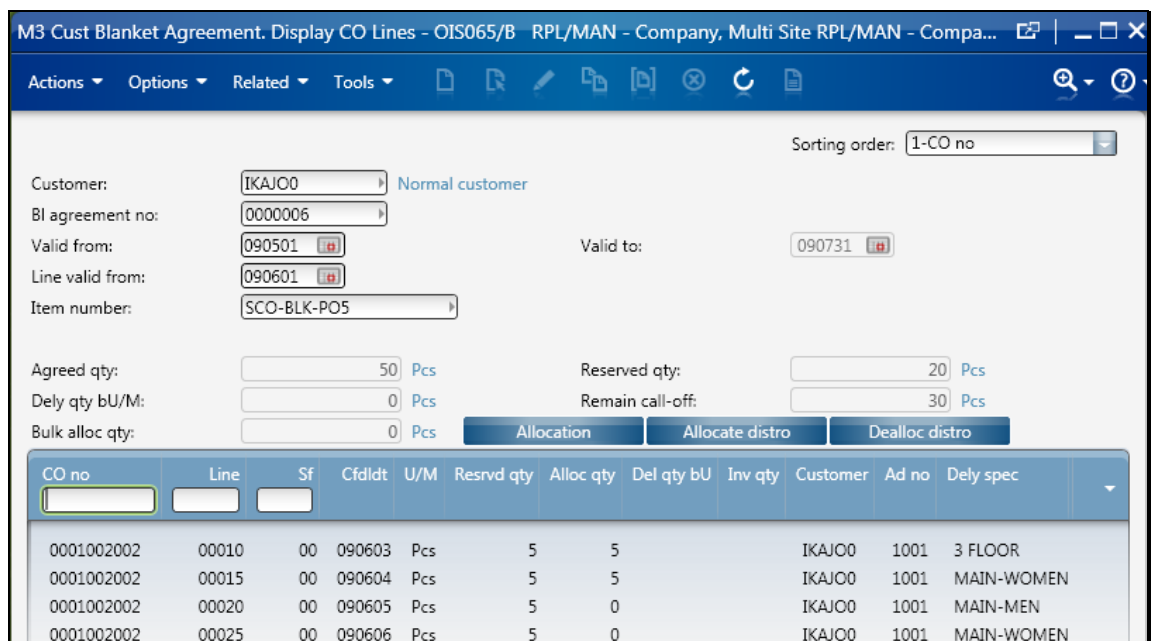 M3 Cust Blanket Agreement. Display CO Lines - OIS065/B RPL/MAN - Company, Multi Site RPL/MAN - Compa...
Actions Options Related Tools
Sorting order: 1-CO no
Customer: IKAJO0 Normal customer
Bl agreement no: 0000006
Valid from: 090501 Valid to: 090731
Line valid from: 090601
Item number: SCO-BLK-PO5
Agreed qty: 50 Pcs Reserved qty: 20 Pcs
Dely qty bU/M: 0 Pcs Remain call-off: 30 Pcs
Bulk alloc qty: 0 Pcs Allocation Allocate distro Dealloc distro
CO no Line Sf Cfdldt U/M Resrvd qty Alloc qty Del qty bU Inv qty Customer Ad no Dely spec
0001002002 00010 00 090603 Pcs 5 5 IKAJO0 1001 3 FLOOR
0001002002 00015 00 090604 Pcs 5 5 IKAJO0 1001 MAIN-WOMEN
0001002002 00020 00 090605 Pcs 5 0 IKAJO0 1001 MAIN-MEN
0001002002 00025 00 090606 Pcs 5 0 IKAJO0 1001 MAIN-WOMEN